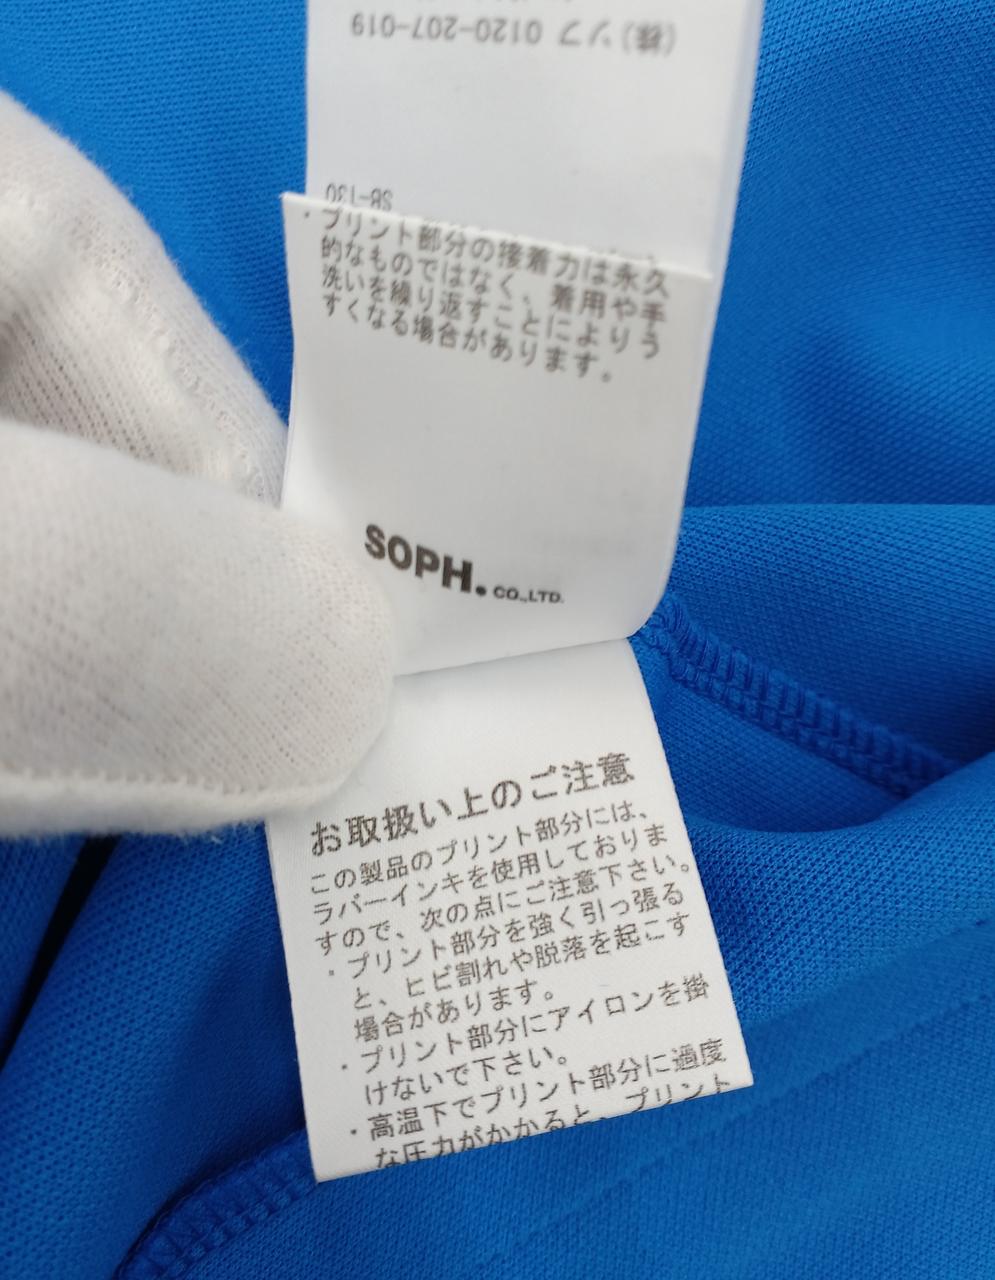 (株)ソフ 0120-207-019
SB-130
・プリント部分の接着力は永久
的なものではなく、着用や手
洗いを繰り返すことによりう
すくなる場合があります。
SOPH. CO.,LTD.
お取扱い上のご注意
この製品のプリント部分には、
ラバーインキを使用しておりま
すので、次の点にご注意下さい。
・プリント部分を強く引っ張る
と、ヒビ割れや脱落を起こす
場合があります。
・プリント部分にアイロンを掛
けないで下さい。
・高温下でプリント部分に過度
な圧力がかかると、プリント